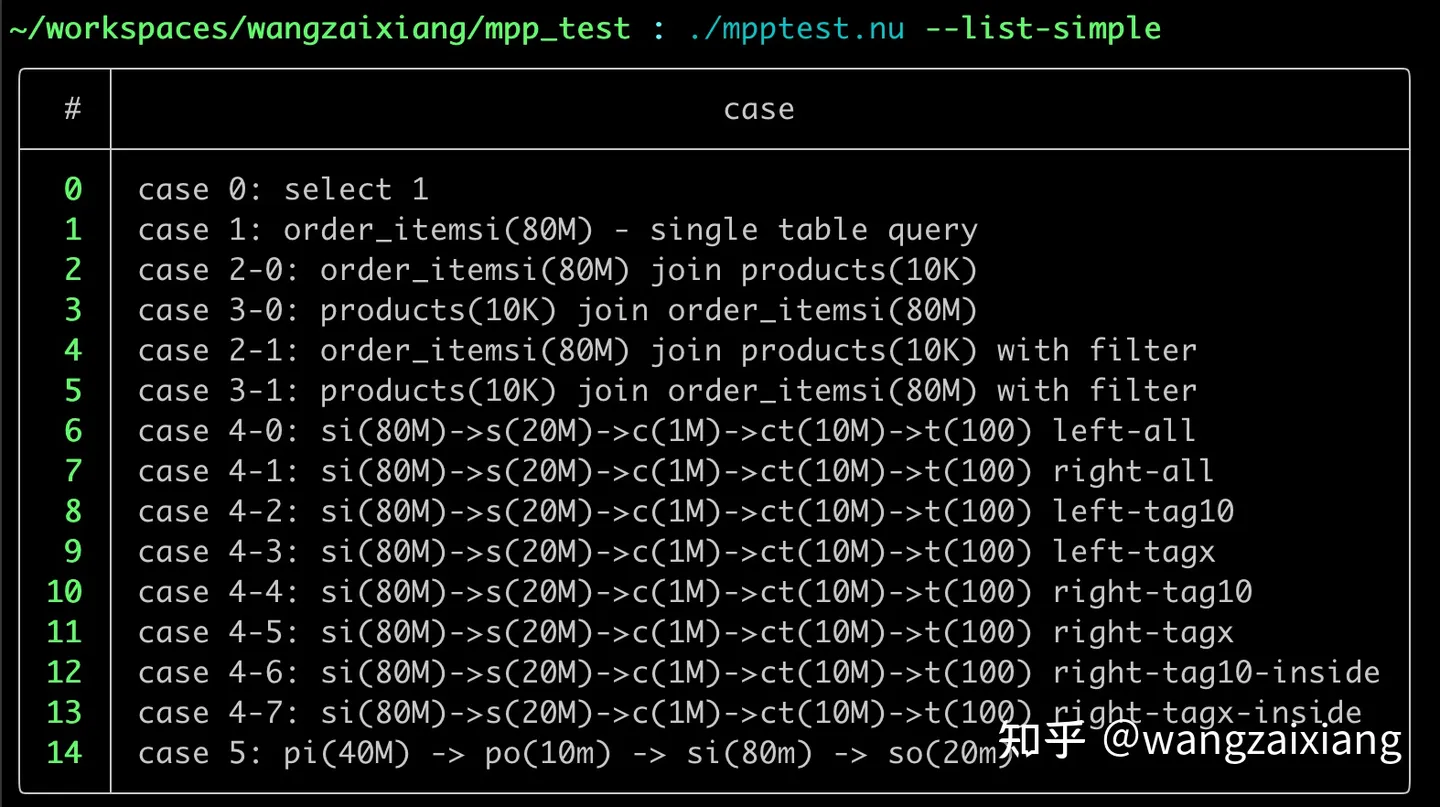 ~/workspaces/wangzaixiang/mpp_test : ./mpptest.nu --list-simple
# case
0 case 0: select 1
1 case 1: order_itemsi(80M) - single table query
2 case 2-0: order_itemsi(80M) join products(10K)
3 case 3-0: products(10K) join order_itemsi(80M)
4 case 2-1: order_itemsi(80M) join products(10K) with filter
5 case 3-1: products(10K) join order_itemsi(80M) with filter
6 case 4-0: si(80M)->s(20M)->c(1M)->ct(10M)->t(100) left-all
7 case 4-1: si(80M)->s(20M)->c(1M)->ct(10M)->t(100) right-all
8 case 4-2: si(80M)->s(20M)->c(1M)->ct(10M)->t(100) left-tag10
9 case 4-3: si(80M)->s(20M)->c(1M)->ct(10M)->t(100) left-tagx
10 case 4-4: si(80M)->s(20M)->c(1M)->ct(10M)->t(100) right-tag10
11 case 4-5: si(80M)->s(20M)->c(1M)->ct(10M)->t(100) right-tagx
12 case 4-6: si(80M)->s(20M)->c(1M)->ct(10M)->t(100) right-tag10-inside
13 case 4-7: si(80M)->s(20M)->c(1M)->ct(10M)->t(100) right-tagx-inside
14 case 5: pi(40M) -> po(10m) -> si(80m) -> so(20m)
知乎 @wangzaixiang